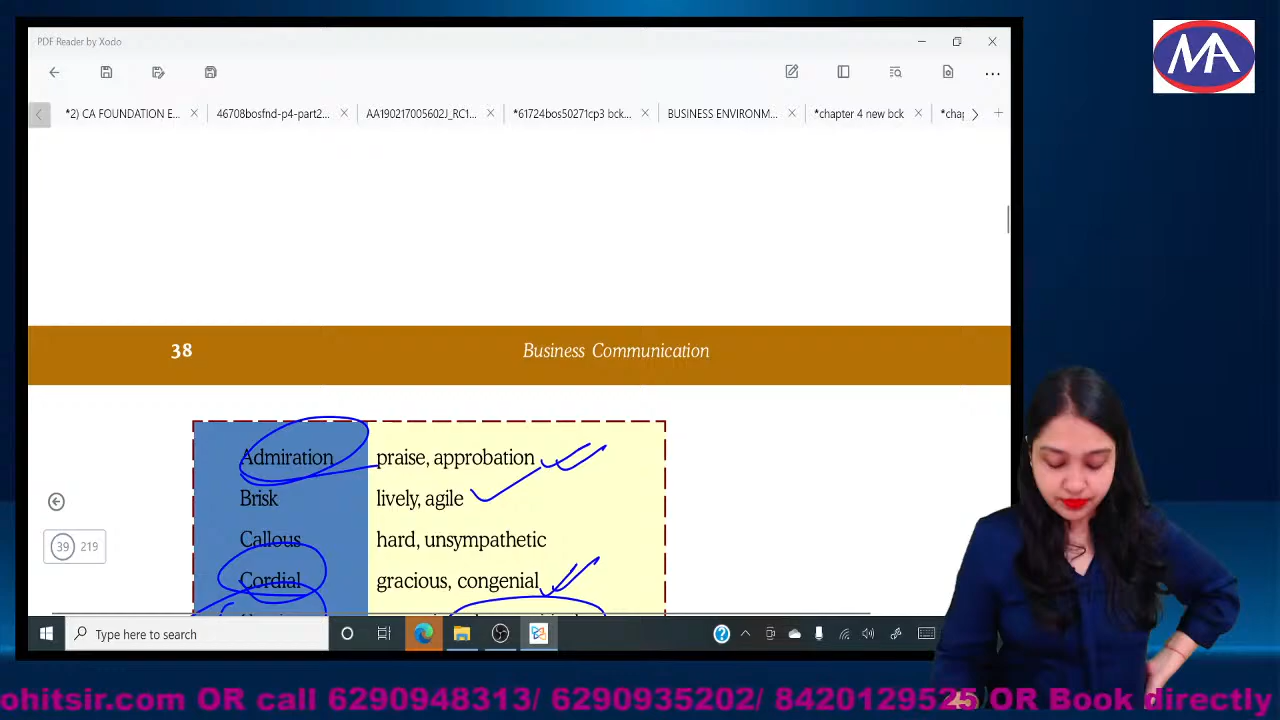 PDF Reader by Xodo
*2) CA FOUNDATION E... 46708bosfnd-p4-part2... AA190217005602J_RC1... *61724bos50271cp3 bck... BUSINESS ENVIRONM... *chapter 4 new bck *chap
38 Business Communication
Admiration praise, approbation
Brisk lively, agile
Callous hard, unsympathetic
Cordial gracious, congenial
39 219
Type here to search
MA
ohitsir.com OR call 6290948313/ 6290935202/ 8420129525 OR Book directly